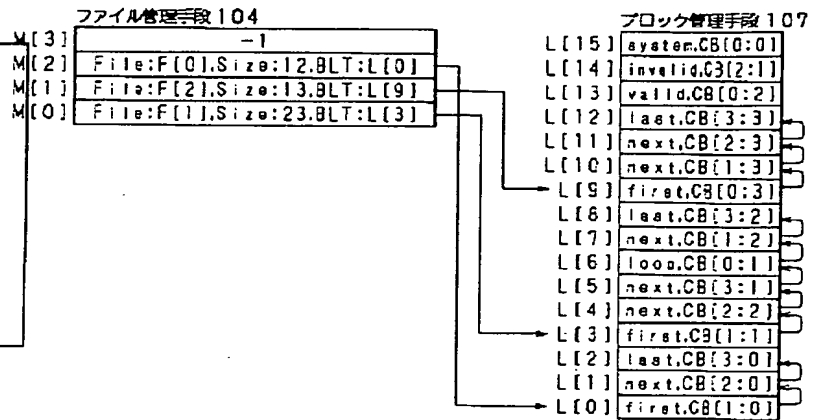 ファイル管理手段104
M[3] -1
M[2] File:F[0],Size:12,BLT:L[0]
M[1] File:F[2],Size:13,BLT:L[9]
M[0] File:F[1],Size:23,BLT:L[3]
ブロック管理手段107
L[15] system,CB[0:0]
L[14] invalid,CB[2:1]
L[13] valid,CB[0:2]
L[12] last,CB[3:3]
L[11] next,CB[2:3]
L[10] next,CB[1:3]
L[9] first,CB[0:3]
L[8] last,CB[3:2]
L[7] next,CB[1:2]
L[6] loop,CB[0:1]
L[5] next,CB[3:1]
L[4] next,CB[2:2]
L[3] first,CB[1:1]
L[2] last,CB[3:0]
L[1] next,CB[2:0]
L[0] first,CB[1:0]